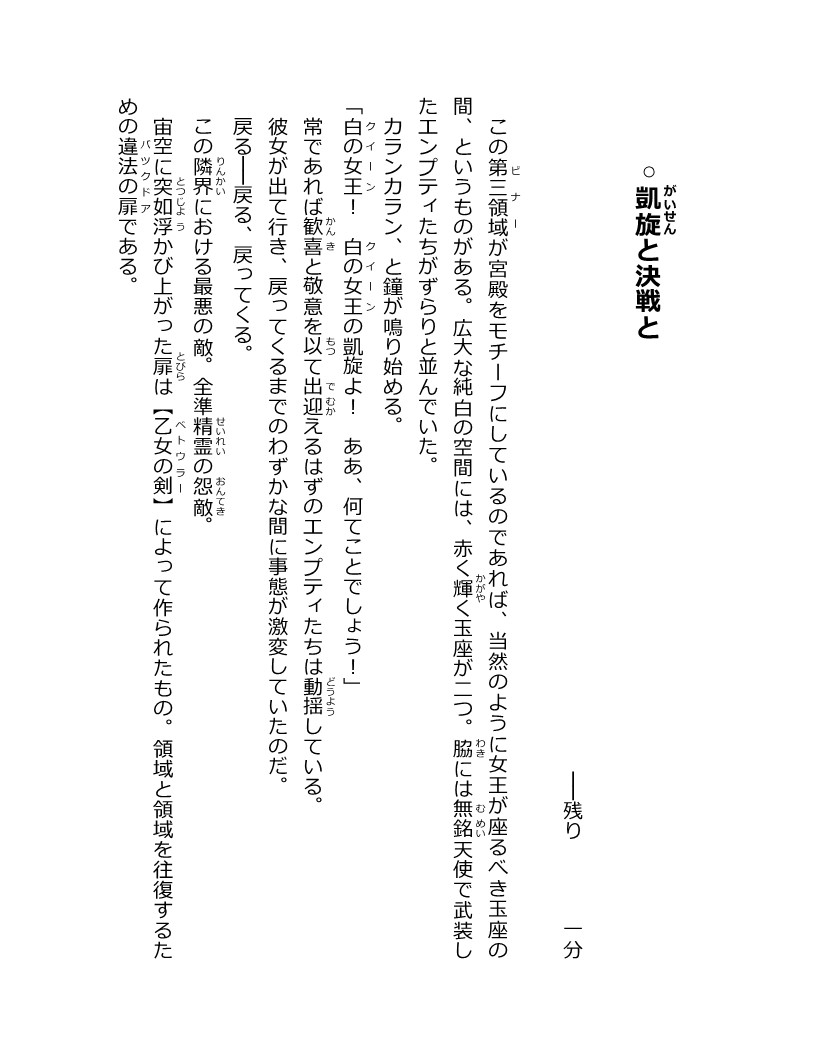 ○凱旋と決戦と
――残り　　　一分
この第三領域が宮殿をモチーフにしているのであれば、当然のように女王が座るべき玉座の
間、というものがある。広大な純白の空間には、赤く輝く玉座が二つ。脇には無銘天使で武装し
たエンプティたちがずらりと並んでいた。
カランカラン、と鐘が鳴り始める。
「白の女王！　白の女王の凱旋よ！　ああ、何てことでしょう！」
常であれば歓喜と敬意を以て出迎えるはずのエンプティたちは動揺している。
彼女が出て行き、戻ってくるまでのわずかな間に事態が激変していたのだ。
戻る――戻る、戻ってくる。
この隣界における最悪の敵。全準精霊の怨敵。
宙空に突如浮かび上がった扉は【乙女の剣】によって作られたもの。領域と領域を往復するた
めの違法の扉である。